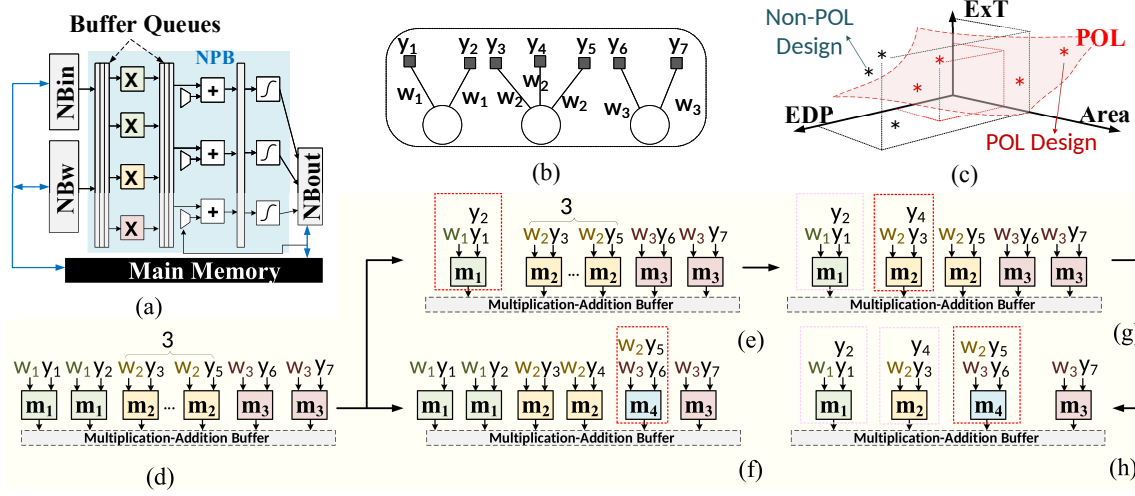 Buffer Queues
NPB
NBin
NBw
X
X
X
X
+
+
+
NBout
Main Memory
(a)
y1 y2 y3 y4 y5 y6 y7
w1 w1 w2 w2 w2 w3 w3
(b)
ExT
Non-POL
Design
POL
EDP
Area
POL Design
(c)
3
w1y1 w1y2 w2y3 w2y5 w3y6 w3y7
m1 m1 m2 ... m2 m3 m3
Multiplication-Addition Buffer
(d)
y2
3
w1y1 w2y3 w2y5 w3y6 w3y7
m1 m2 ... m2 m3 m3
Multiplication-Addition Buffer
(e)
w2y5
w1y1 w1y2 w2y3 w2y4 w3y6 w3y7
m1 m1 m2 m2 m4 m3
Multiplication-Addition Buffer
(f)
y2 y4
w1y1 w2y3 w2y5 w3y6 w3y7
m1 m2 m2 m3 m3
Multiplication-Addition Buffer
(g)
y2 y4 w2y5
w1y1 w2y3 w3y6 w3y7
m1 m2 m4 m3
Multiplication-Addition Buffer
(h)